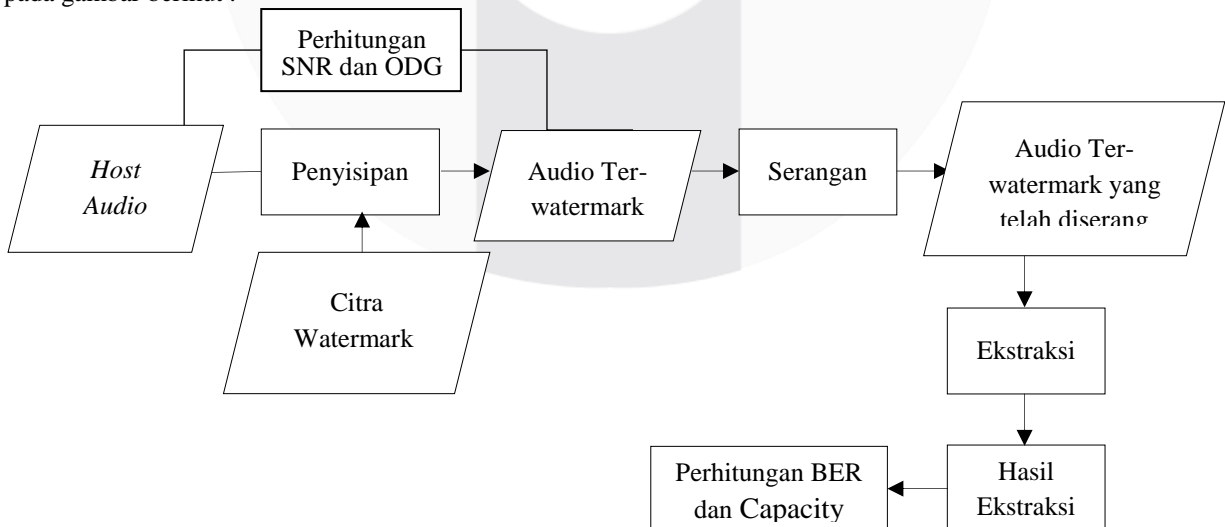 pada gambar berikut :
Perhitungan
SNR dan ODG
Host
Audio
Penyisipan
Audio Ter-
watermark
Serangan
Audio Ter-
watermark yang
telah diserang
Citra
Watermark
Ekstraksi
Perhitungan BER
dan Capacity
Hasil
Ekstraksi